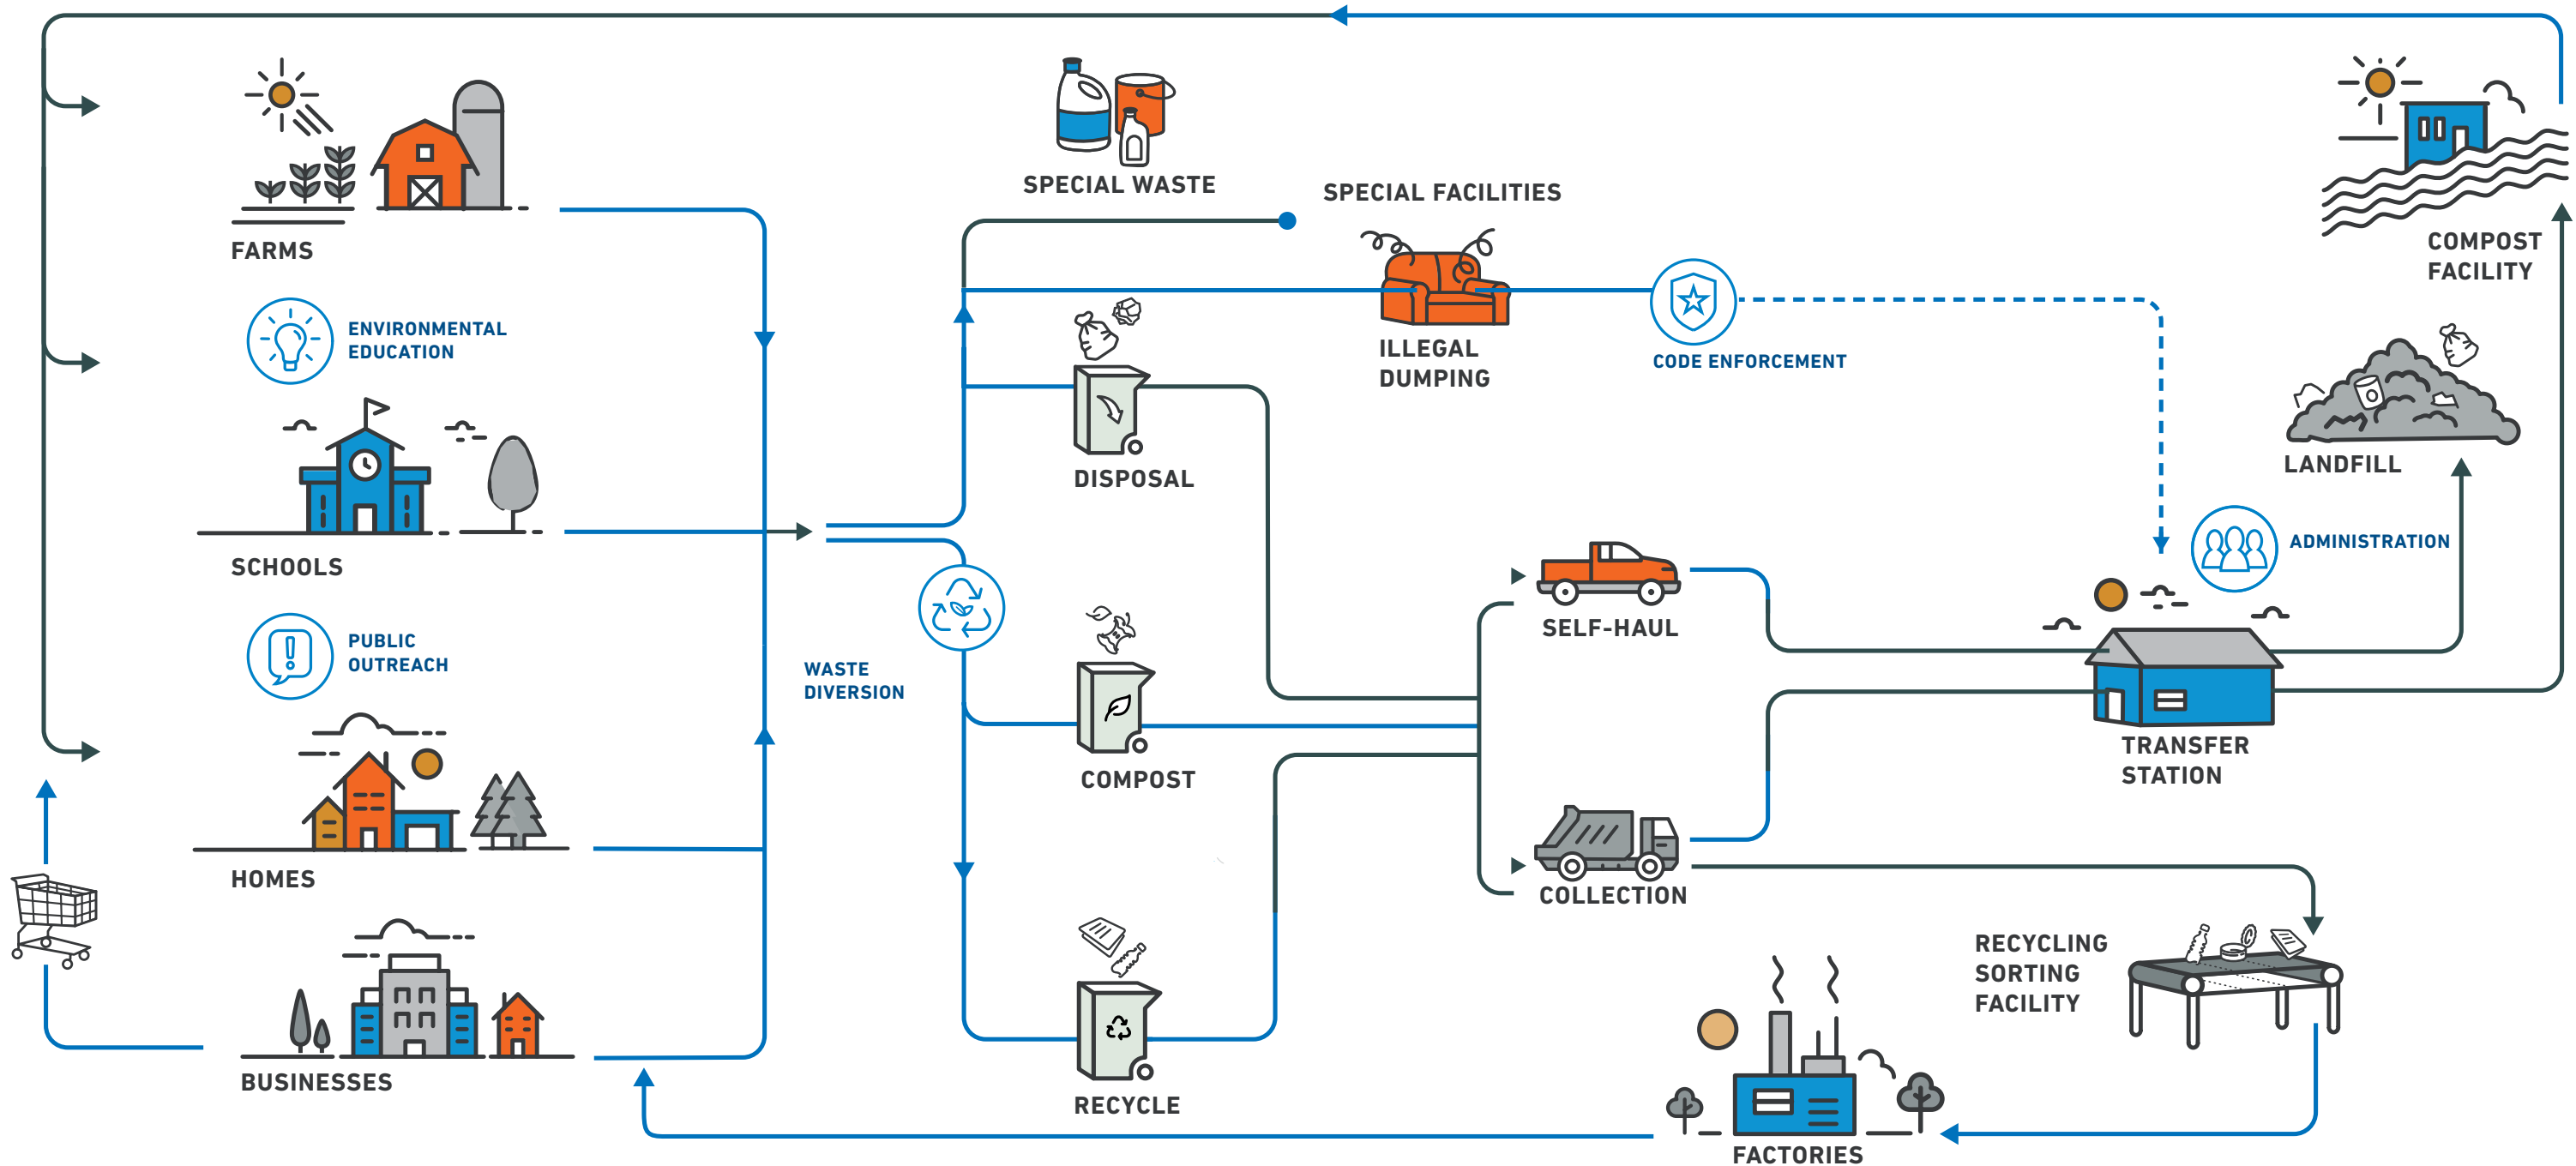 SPECIAL WASTE
SPECIAL FACILITIES
FARMS
COMPOST
FACILITY
ENVIRONMENTAL
EDUCATION
ILLEGAL
DUMPING
CODE ENFORCEMENT
LANDFILL
DISPOSAL
SCHOOLS
ADMINISTRATION
SELF-HAUL
PUBLIC
OUTREACH
WASTE
DIVERSION
TRANSFER
STATION
COMPOST
HOMES
COLLECTION
RECYCLING
SORTING
FACILITY
BUSINESSES
RECYCLE
FACTORIES